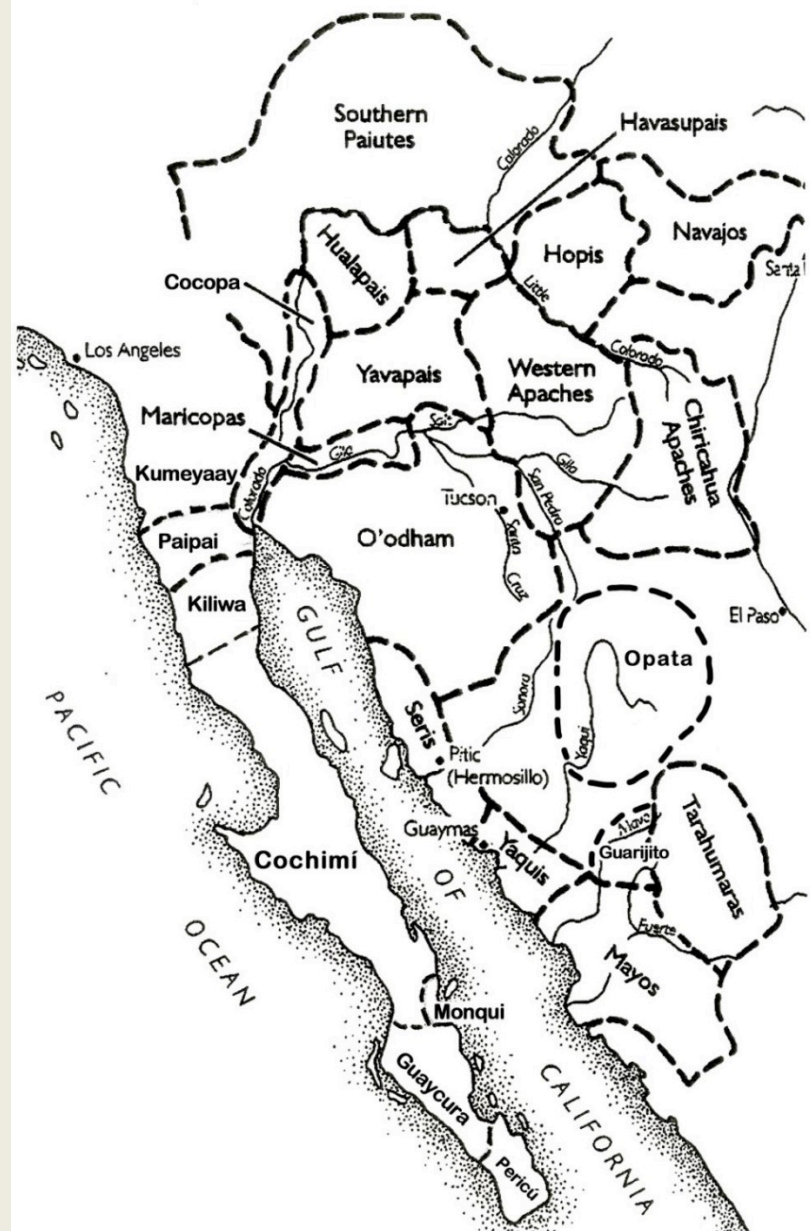 Southern
Paiutes
Colorado
Havasupais
Hualapais
Hopis
Navajos
Santa
Cocopa
Little
Colorado
Los Angeles
Yavapais
Western
Apaches
Chiricahua
Apaches
Maricopas
Gila
Salt
Kumeyaay
Colorado
Gila
San Pedro
Tucson
Santa
Cruz
Paipai
O'odham
Kiliwa
El Paso
GULF
Opata
Seris
Sonora
Yaqui
PACIFIC
Pitic
(Hermosillo)
Guaymas
Yaquis
Mayo
Guarijito
Tarahumaras
Cochimí
OF
Fuerte
OCEAN
Mayos
Monqui
Guaycura
CALIFORNIA
Pericú